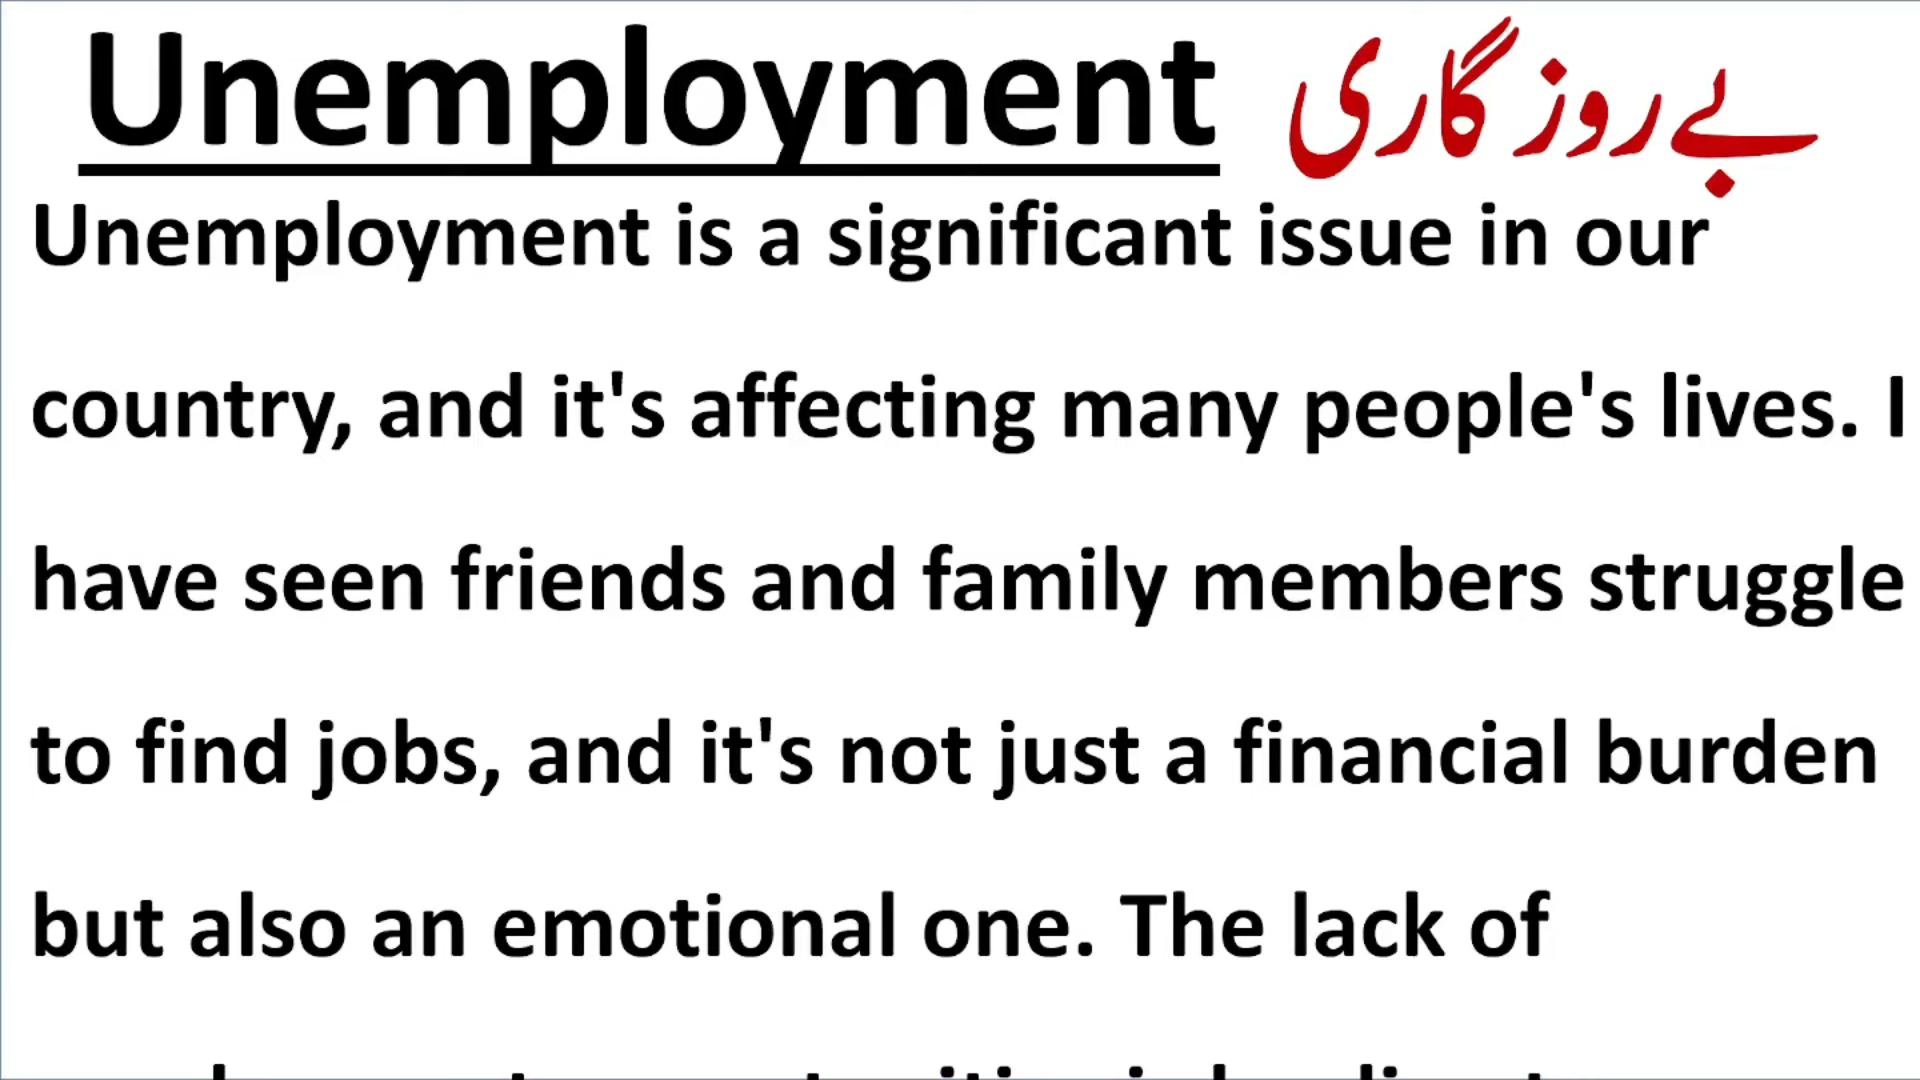 Unemployment بے روز گاری
Unemployment is a significant issue in our
country, and it's affecting many people's lives. I
have seen friends and family members struggle
to find jobs, and it's not just a financial burden
but also an emotional one. The lack of